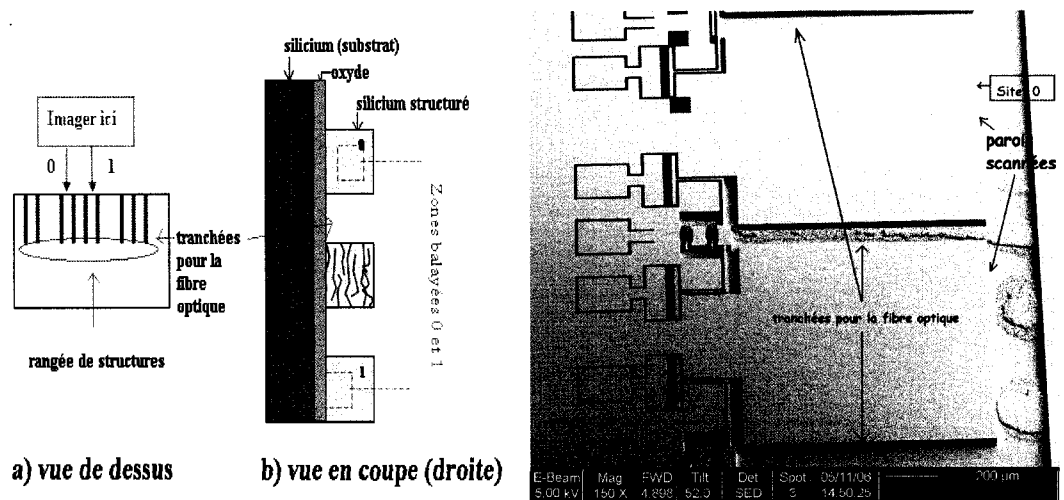 silicium (substrat)
oxyde
silicium structuré
Imager ici
0 1
tranchées
pour la
fibre
optique
rangée de structures
0
1
Zones balayées 0 et 1
a) vue de dessus
b) vue en coupe (droite)
Site 0
parois
scannées
tranchées pour la fibre optique
E-Beam Mag FWD Tilt Det Spot 05/11/06
5.00 kV 150 X 4.898 52.0 SED 3 14:50:25
200 µm